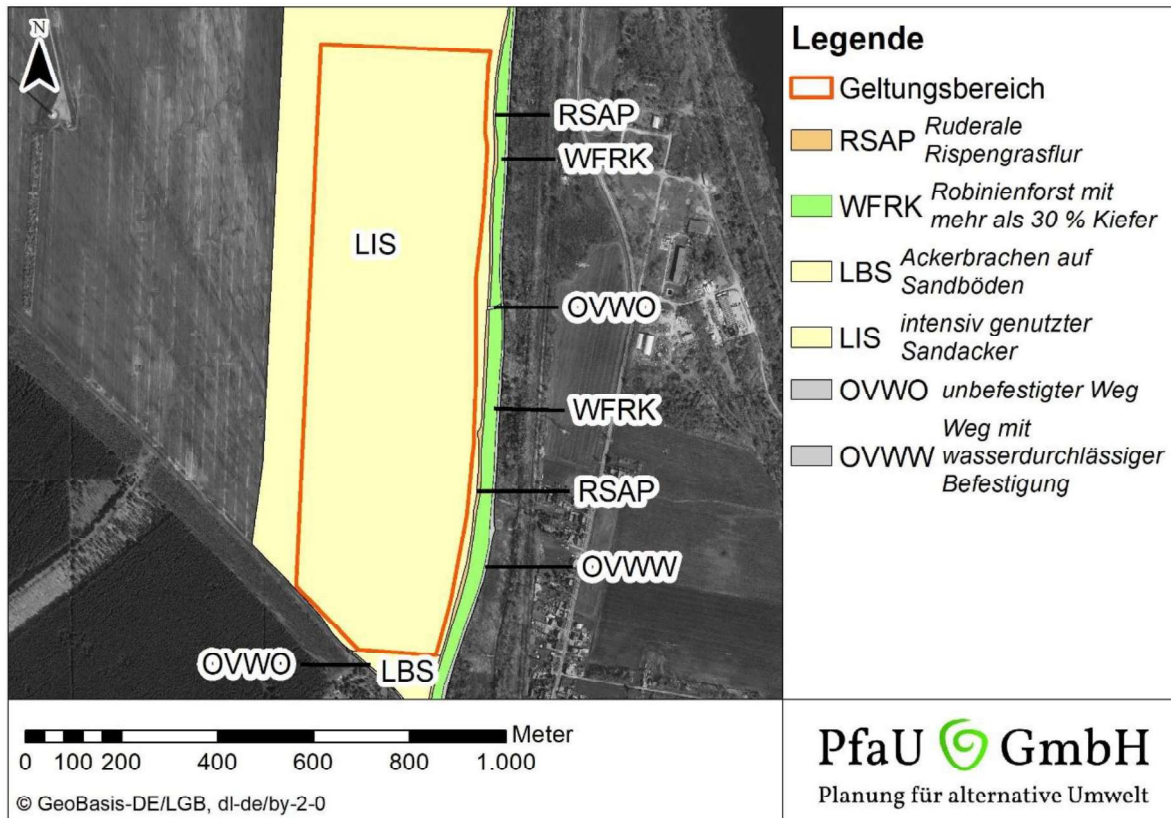 N
RSAP
WFRK
LIS
OVWO
WFRK
RSAP
OVWW
OVWO
LBS
Legende
Geltungsbereich
RSAP Ruderale
Rispengrasflur
WFRK Robinienforst mit
mehr als 30 % Kiefer
LBS Ackerbrachen auf
Sandböden
LIS intensiv genutzter
Sandacker
OVWO unbefestigter Weg
OVWW Weg mit
wasserdurchlässiger
Befestigung
Meter
0 100 200 400 600 800 1.000
© GeoBasis-DE/LGB, dl-de/by-2-0
PfaU GmbH
Planung für alternative Umwelt